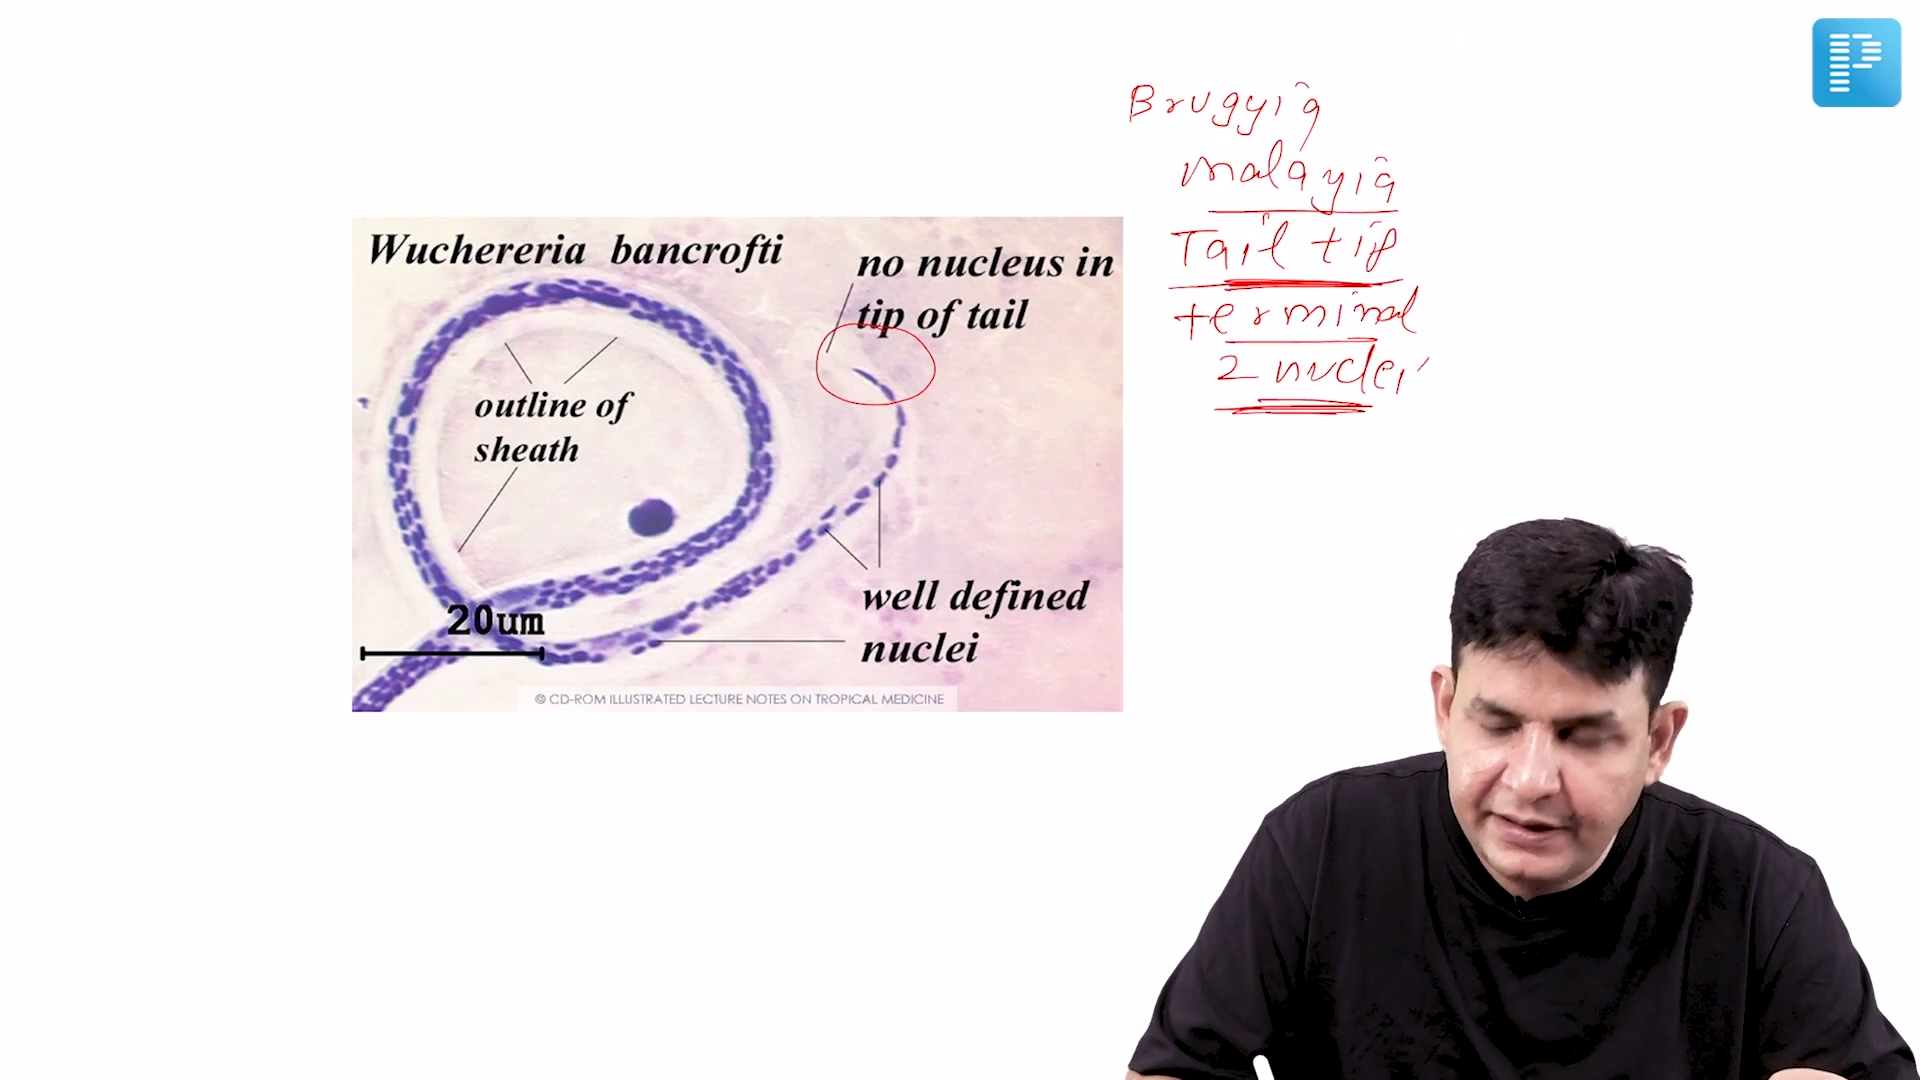 Brugyia
malayia
Tail tip
terminal
2 nuclei
Wuchereria bancrofti
no nucleus in
tip of tail
outline of
sheath
20um
well defined
nuclei
@ CD-ROM ILLUSTRATED LECTURE NOTES ON TROPICAL MEDICINE